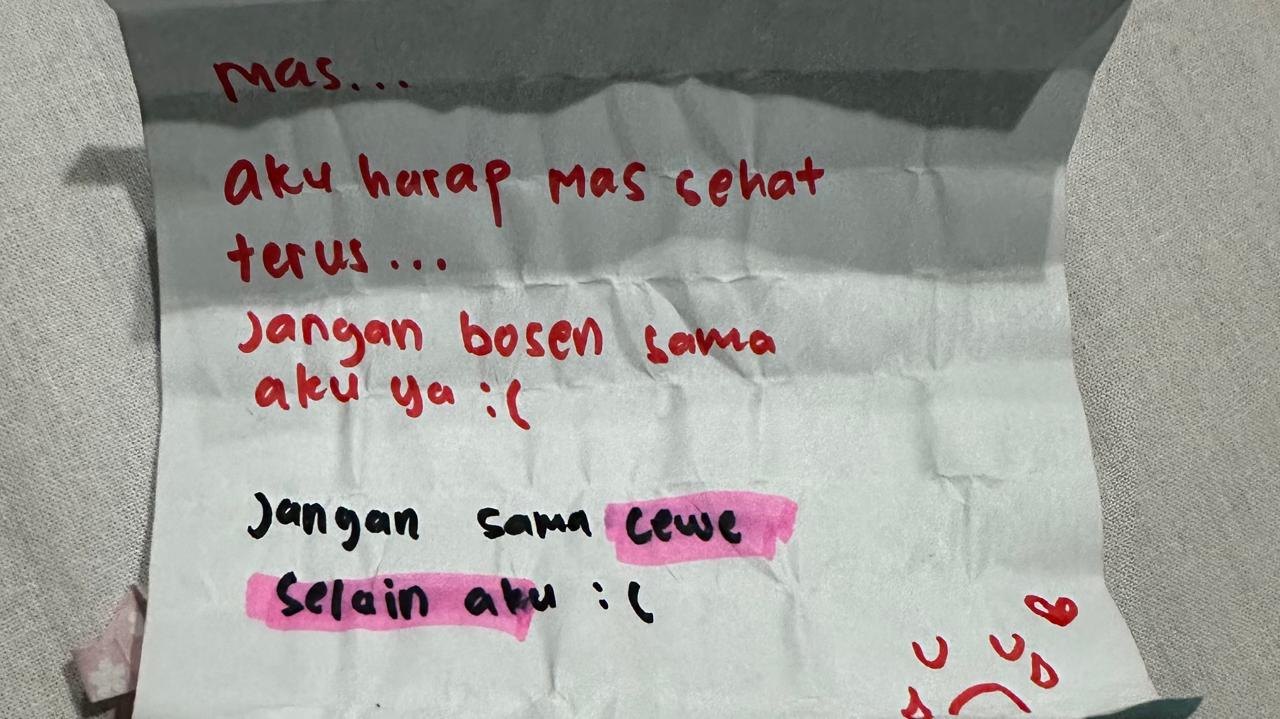 mas...
aku harap mas sehat
terus...
Jangan bosen sama
aku ya :(
Jangan sama cewe
selain aku :(